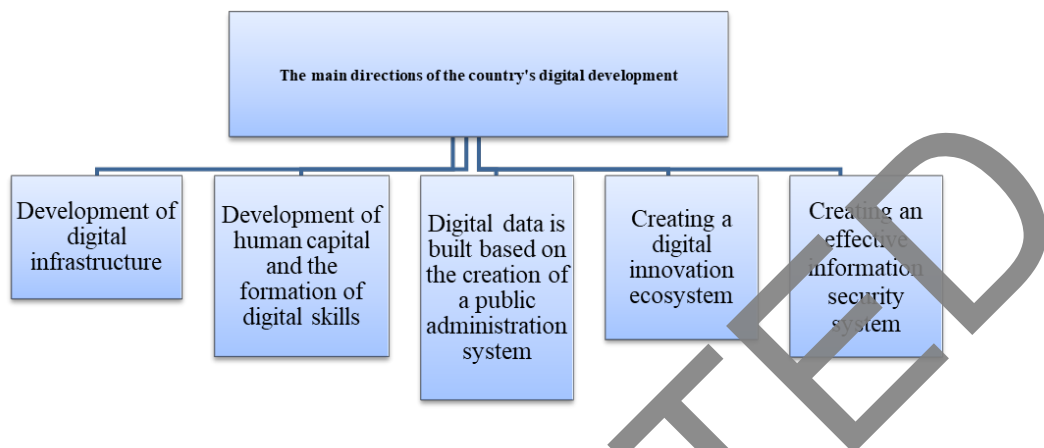 The main directions of the country's digital development
Development of
digital
infrastructure
Development of
human capital
and the
formation of
digital skills
Digital data is
built based on
the creation of
a public
administration
system
Creating a
digital
innovation
ecosystem
Creating an
effective
information
security
system
TED